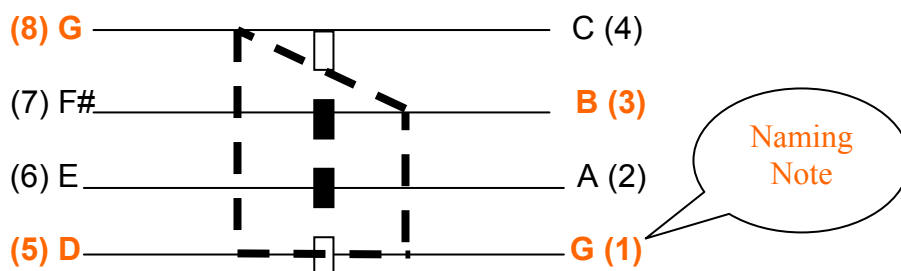 (8) G C (4)
(7) F# B (3)
Naming
Note
(6) E A (2)
(5) D G (1)